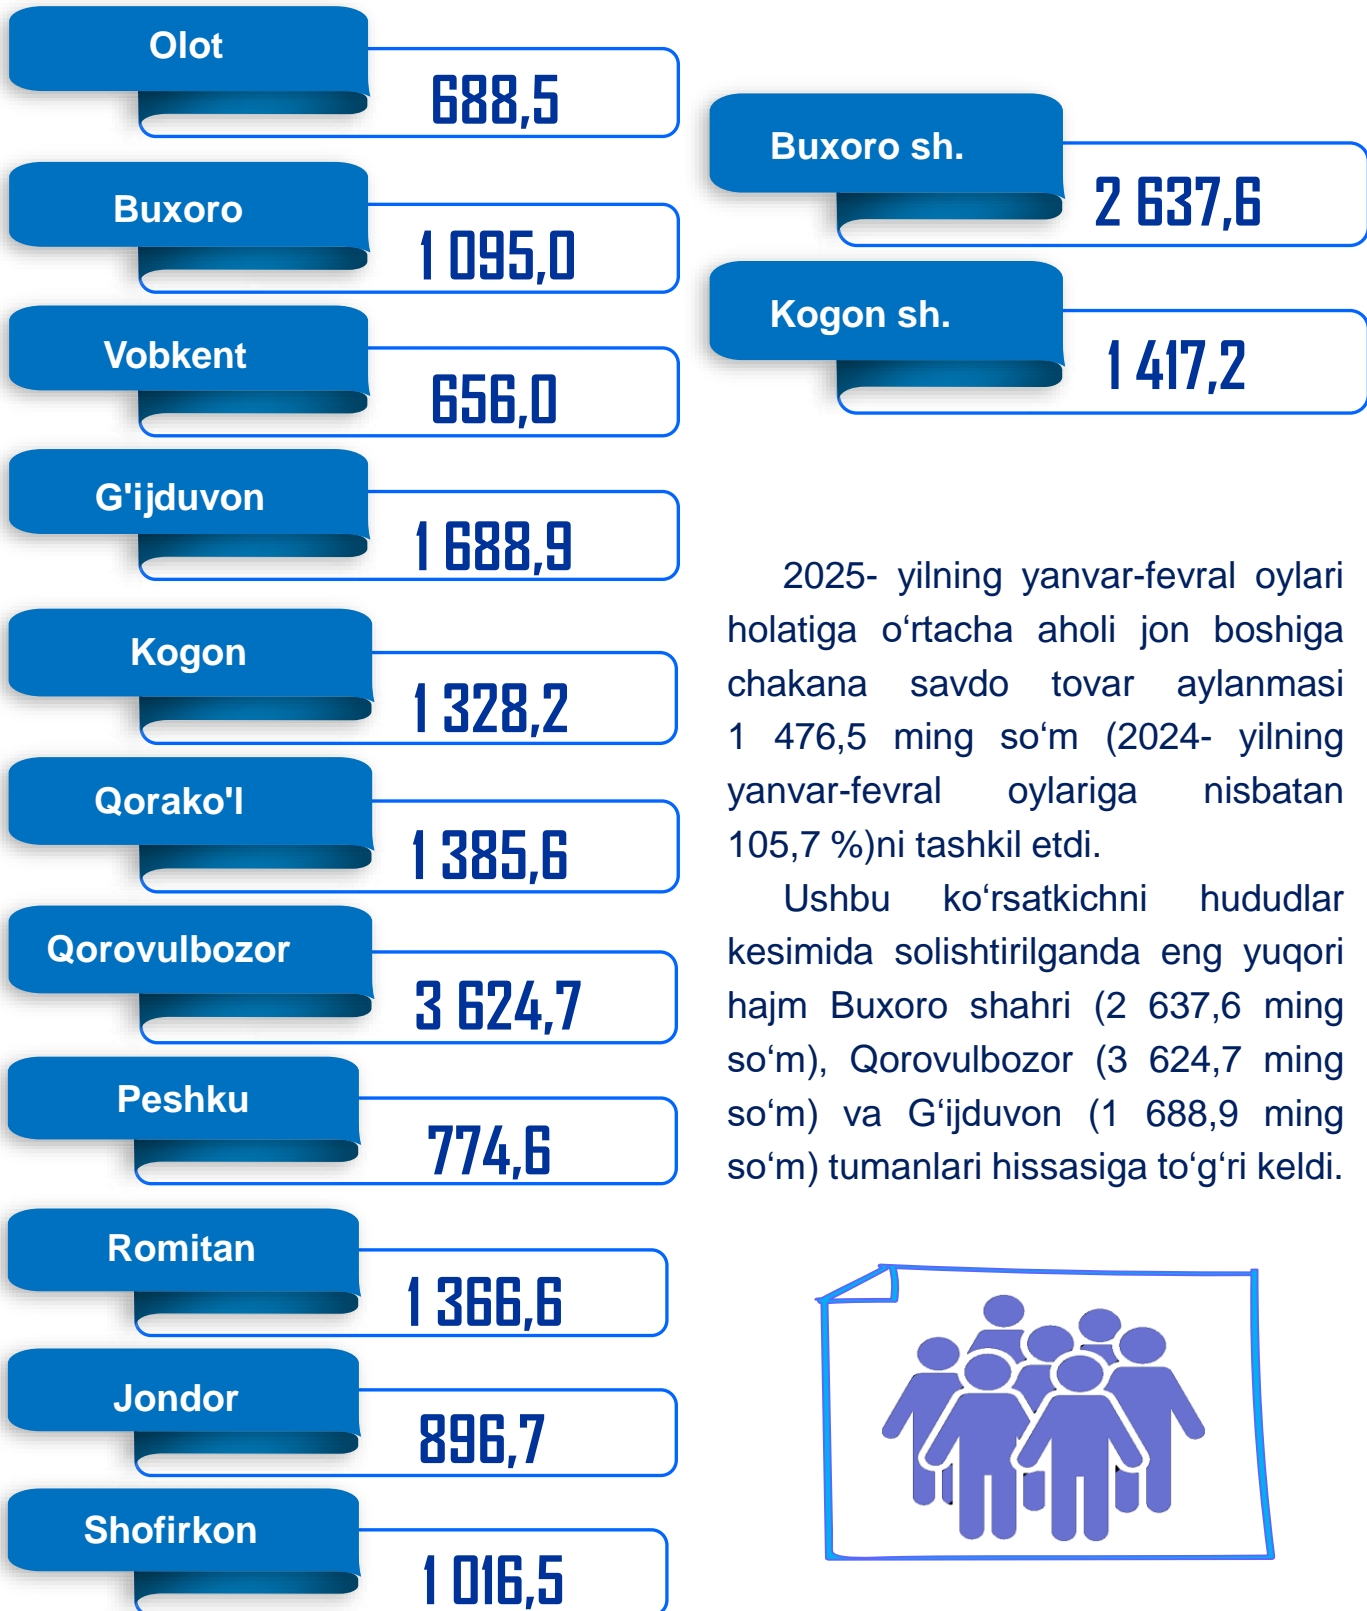 Olot
688,5
Buxoro
1 095,0
Vobkent
656,0
G'ijduvon
1 688,9
Kogon
1 328,2
Qorako'l
1 385,6
Qorovulbozor
3 624,7
Peshku
774,6
Romitan
1 366,6
Jondor
896,7
Shofirkon
1 016,5
Buxoro sh.
2 637,6
Kogon sh.
1 417,2
2025- yilning yanvar-fevral oylari
holatiga o‘rtacha aholi jon boshiga
chakana savdo tovar aylanmasi
1 476,5 ming so‘m (2024- yilning
yanvar-fevral oylariga nisbatan
105,7 %)ni tashkil etdi.
Ushbu ko‘rsatkichni hududlar
kesimida solishtirilganda eng yuqori
hajm Buxoro shahri (2 637,6 ming
so‘m), Qorovulbozor (3 624,7 ming
so‘m) va G‘ijduvon (1 688,9 ming
so‘m) tumanlari hissasiga to‘g‘ri keldi.